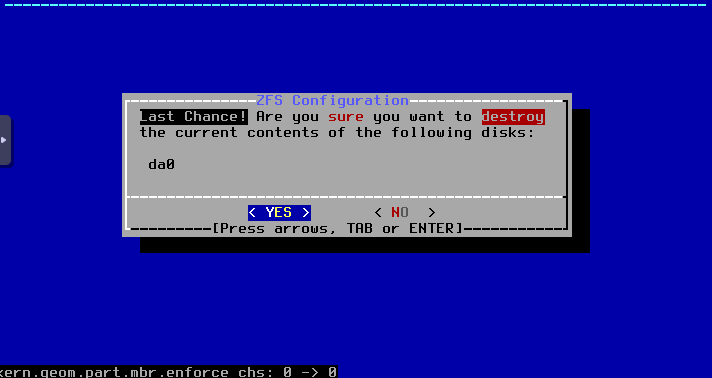 ZFS Configuration
Last Chance! Are you sure you want to destroy
the current contents of the following disks:
da0
< YES > < NO >
[Press arrows, TAB or ENTER]
kern.geom.part.mbr.enforce_chs: 0 -> 0